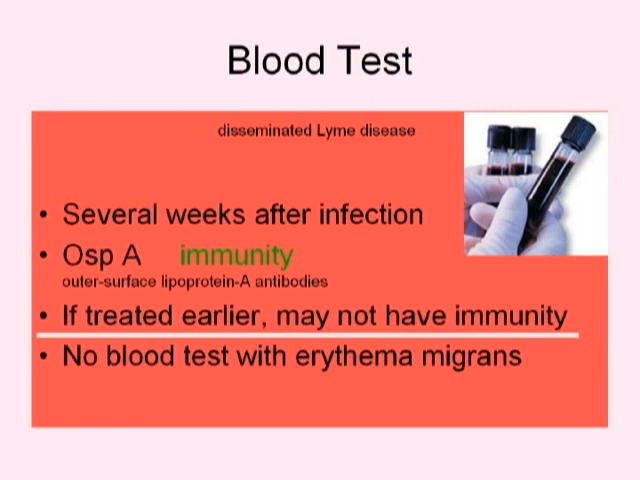 Blood Test
disseminated Lyme disease
• Several weeks after infection
• Osp A immunity
outer-surface lipoprotein-A antibodies
• If treated earlier, may not have immunity
• No blood test with erythema migrans